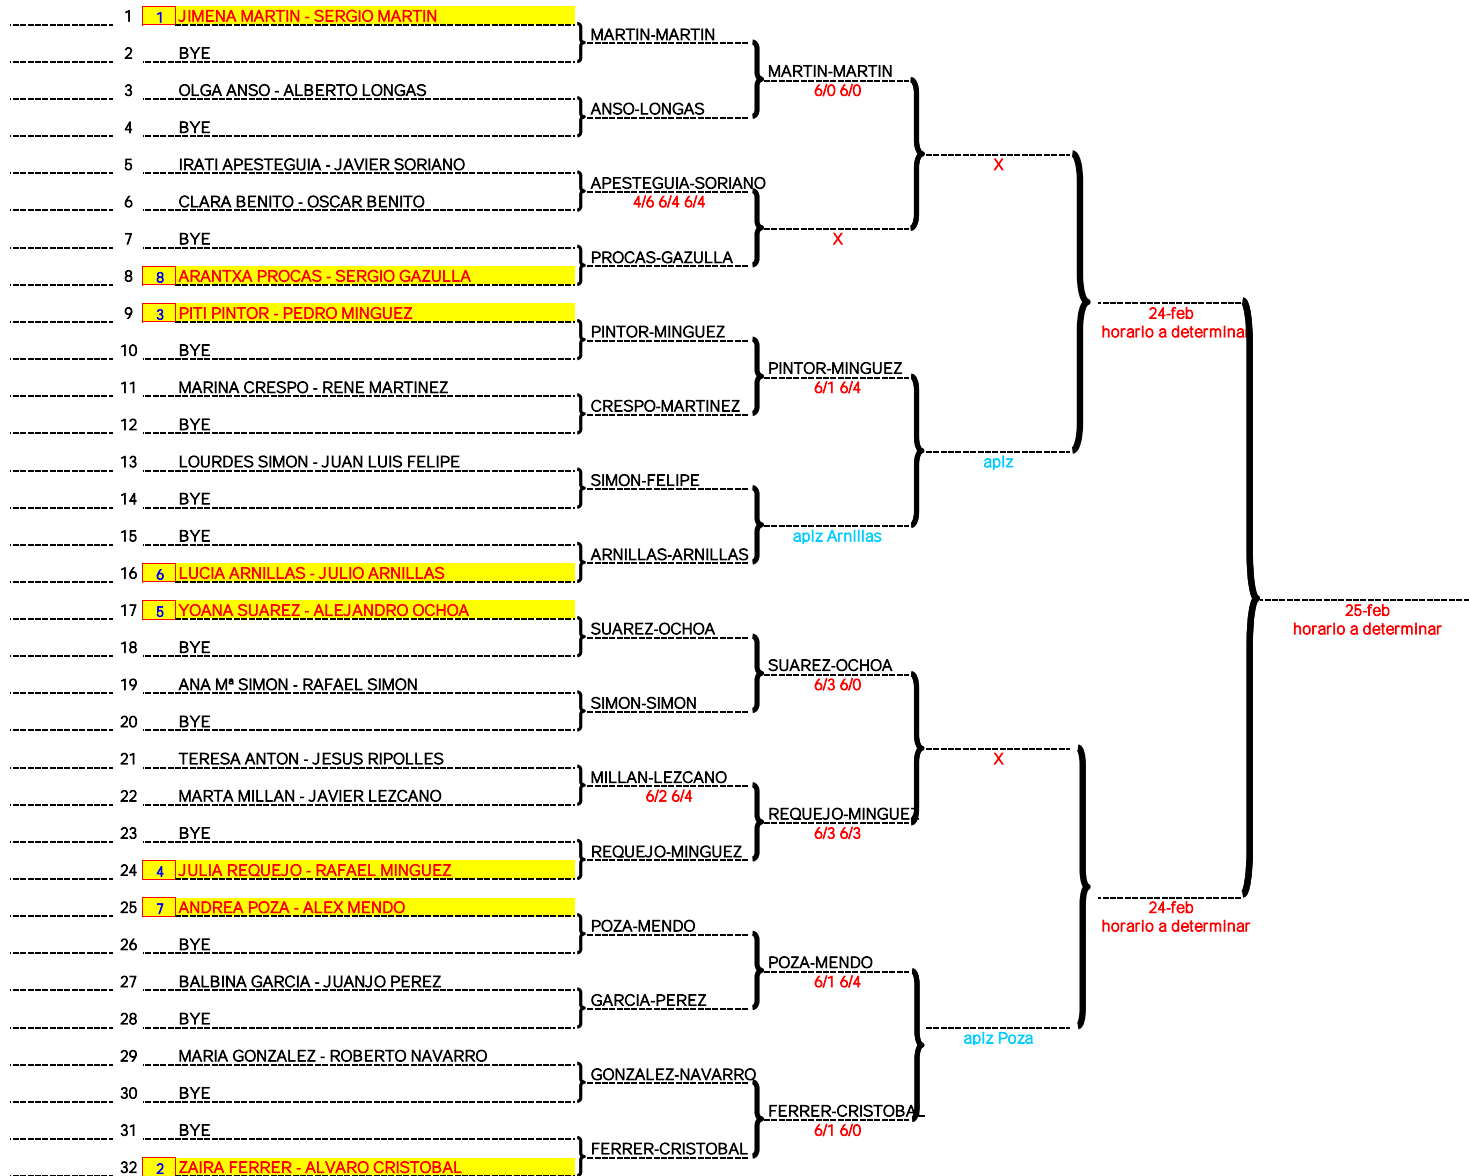 1 1 JIMENA MARTIN - SERGIO MARTIN
MARTIN-MARTIN
2 BYE
MARTIN-MARTIN
6/0 6/0
3 OLGA ANSO - ALBERTO LONGAS
ANSO-LONGAS
4 BYE
5 IRATI APESTEGUIA - JAVIER SORIANO
X
APESTEGUIA-SORIANO
4/6 6/4 6/4
6 CLARA BENITO - OSCAR BENITO
7 BYE
X
PROCAS-GAZULLA
8 8 ARANTXA PROCAS - SERGIO GAZULLA
9 3 PITI PINTOR - PEDRO MINGUEZ
24-feb
horario a determinar
PINTOR-MINGUEZ
10 BYE
PINTOR-MINGUEZ
6/1 6/4
11 MARINA CRESPO - RENE MARTINEZ
CRESPO-MARTINEZ
12 BYE
13 LOURDES SIMON - JUAN LUIS FELIPE
aplz
SIMON-FELIPE
14 BYE
15 BYE
aplz Arnillas
ARNILLAS-ARNILLAS
16 6 LUCIA ARNILLAS - JULIO ARNILLAS
17 5 YOANA SUAREZ - ALEJANDRO OCHOA
25-feb
horario a determinar
SUAREZ-OCHOA
18 BYE
SUAREZ-OCHOA
6/3 6/0
19 ANA Mª SIMON - RAFAEL SIMON
SIMON-SIMON
20 BYE
21 TERESA ANTON - JESUS RIPOLLES
X
MILLAN-LEZCANO
6/2 6/4
22 MARTA MILLAN - JAVIER LEZCANO
REQUEJO-MINGUEZ
6/3 6/3
23 BYE
REQUEJO-MINGUEZ
24 4 JULIA REQUEJO - RAFAEL MINGUEZ
25 7 ANDREA POZA - ALEX MENDO
24-feb
horario a determinar
POZA-MENDO
26 BYE
POZA-MENDO
6/1 6/4
27 BALBINA GARCIA - JUANJO PEREZ
GARCIA-PEREZ
28 BYE
aplz Poza
29 MARIA GONZALEZ - ROBERTO NAVARRO
GONZALEZ-NAVARRO
30 BYE
FERRER-CRISTOBAL
6/1 6/0
31 BYE
FERRER-CRISTOBAL
32 2 ZAIRA FERRER - ALVARO CRISTOBAL